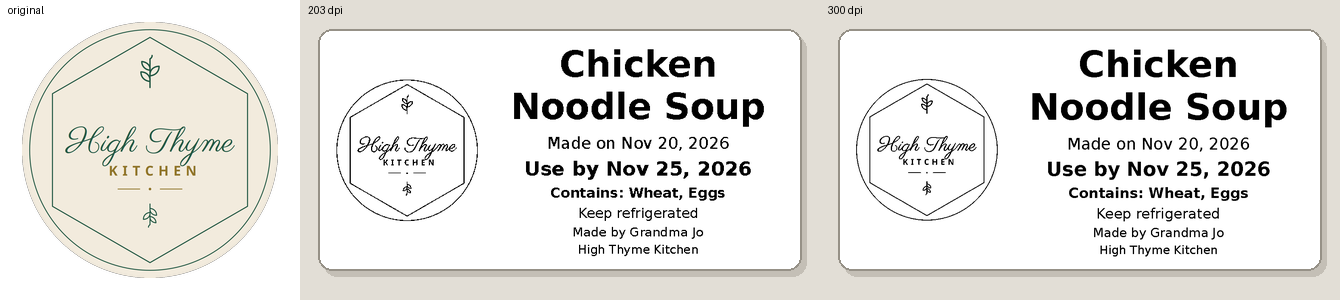 original
High Thyme
KITCHEN
203 dpi
High Thyme
KITCHEN
Chicken
Noodle Soup
Made on Nov 20, 2026
Use by Nov 25, 2026
Contains: Wheat, Eggs
Keep refrigerated
Made by Grandma Jo
High Thyme Kitchen
300 dpi
High Thyme
KITCHEN
Chicken
Noodle Soup
Made on Nov 20, 2026
Use by Nov 25, 2026
Contains: Wheat, Eggs
Keep refrigerated
Made by Grandma Jo
High Thyme Kitchen